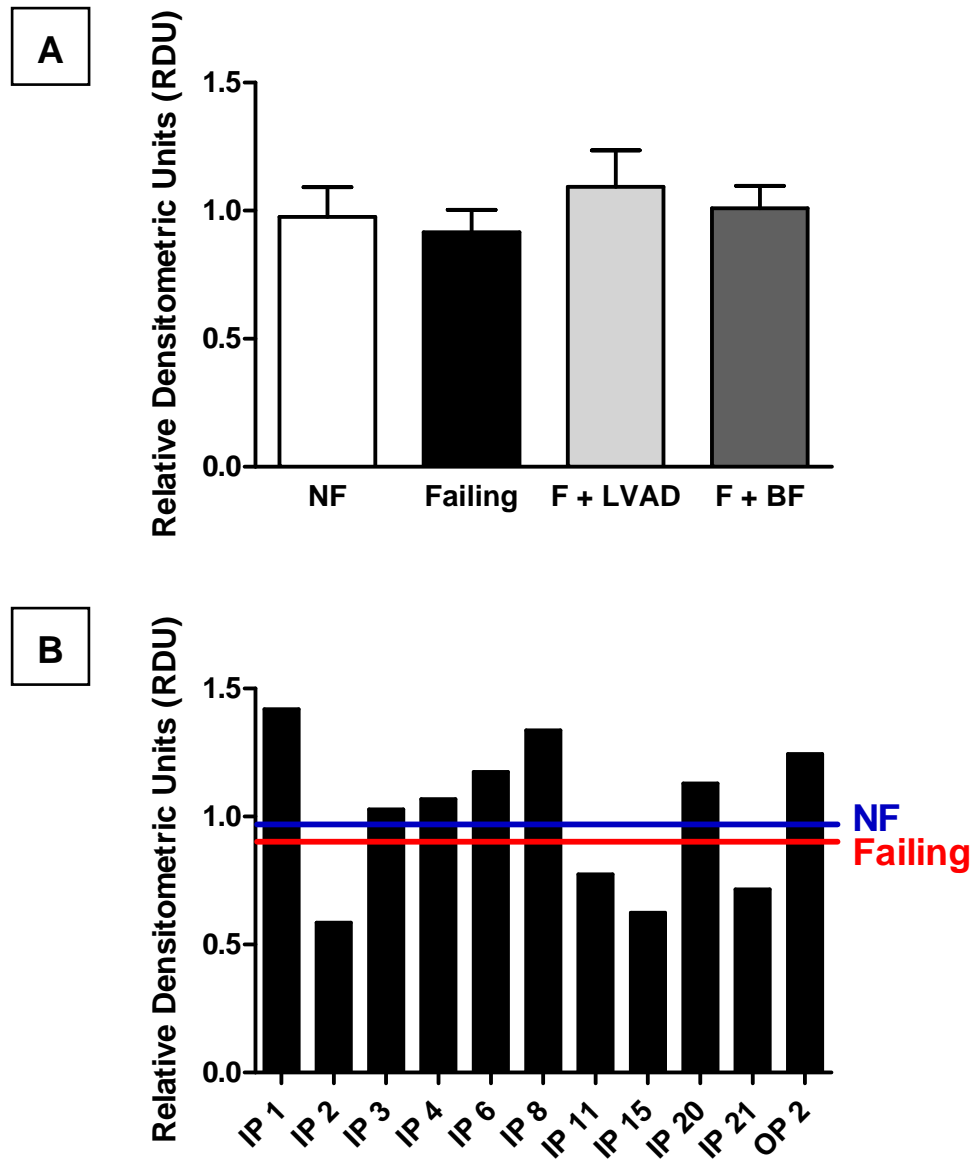 A
Relative Densitometric Units (RDU)
1.5
1.0
0.5
0.0
NF Failing F + LVAD F + BF
B
Relative Densitometric Units (RDU)
1.5
1.0
0.5
0.0
NF
Failing
IP 1 IP 2 IP 3 IP 4 IP 6 IP 8 IP 11 IP 15 IP 20 IP 21 OP 2